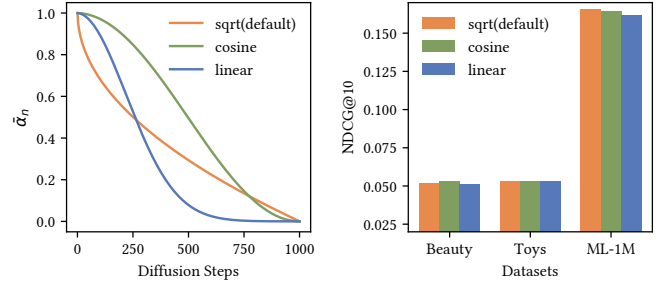 1.0
0.8
0.6
0.4
0.2
0.0
ᾱₙ
sqrt(default)
cosine
linear
0 250 500 750 1000
Diffusion Steps
0.150
0.125
0.100
0.075
0.050
0.025
NDCG@10
sqrt(default)
cosine
linear
Beauty Toys ML-1M
Datasets